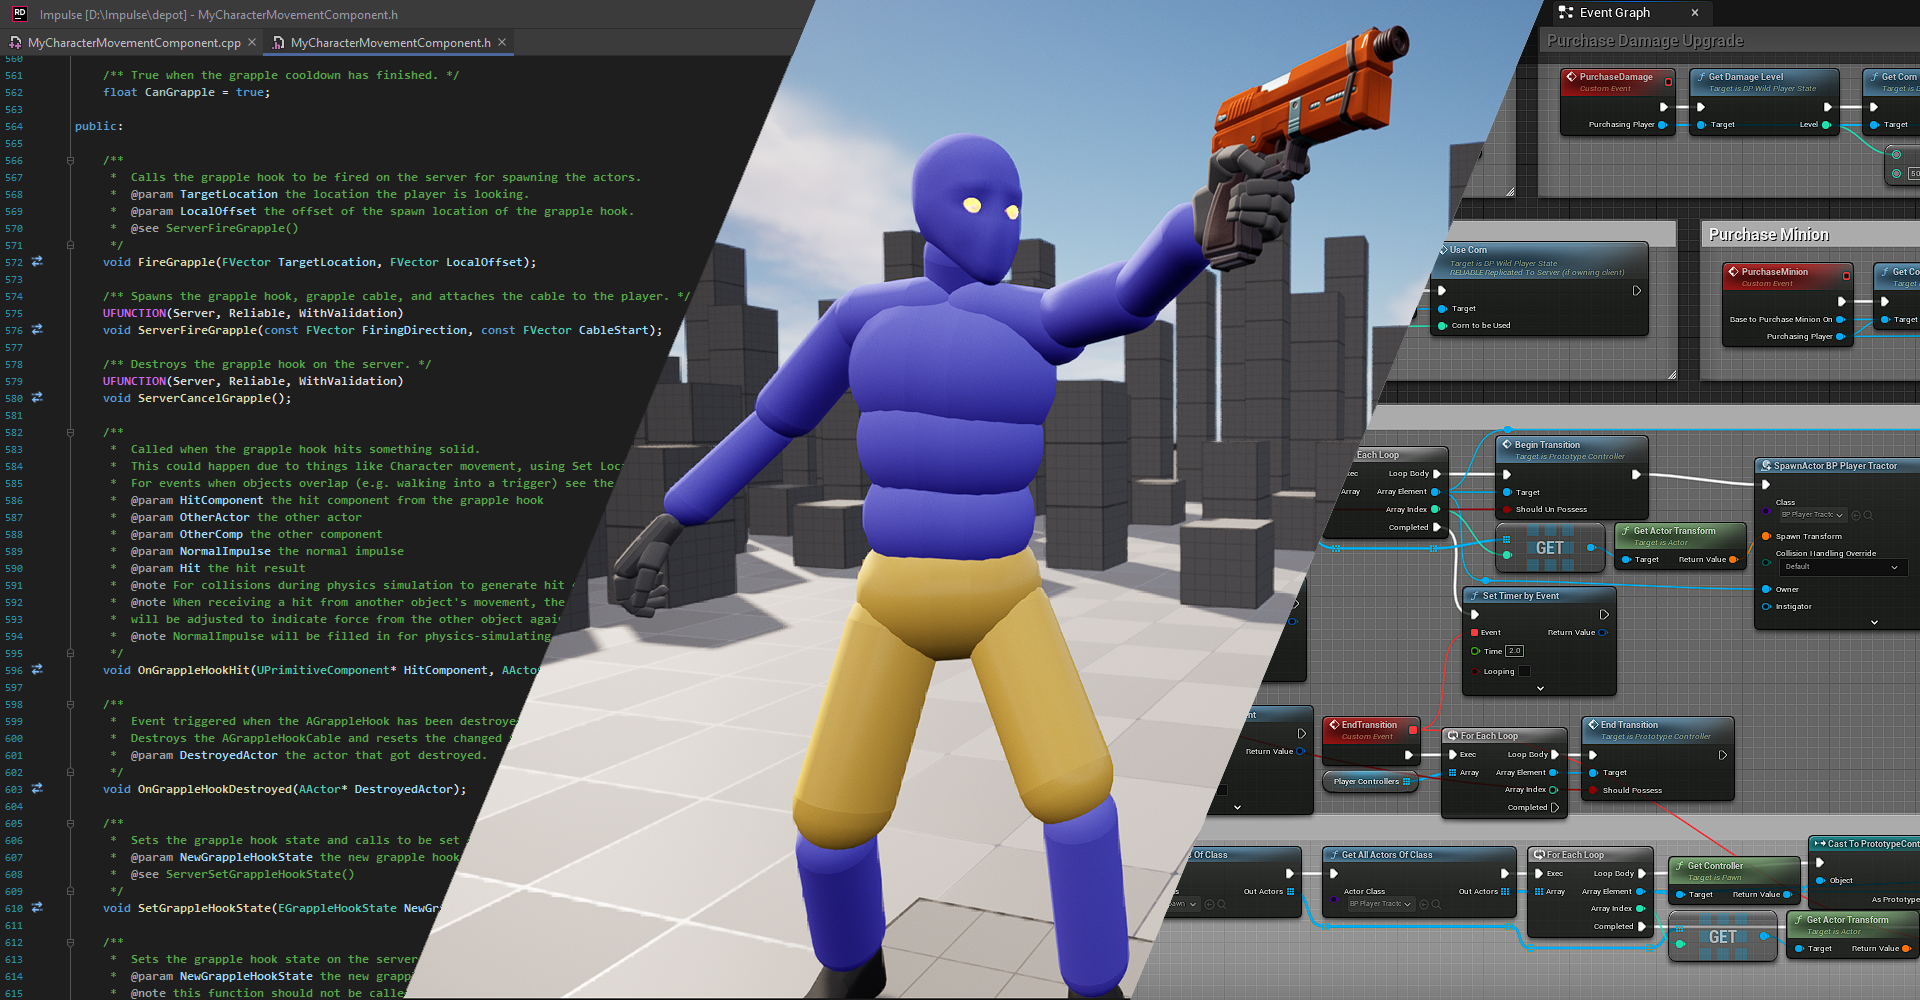 RD
Impulse [D:\Impulse\depot] - MyCharacterMovementComponent.h
MyCharacterMovementComponent.cpp
MyCharacterMovementComponent.h
560
561 /** True when the grapple cooldown has finished. */
562 float CanGrapple = true;
563
564 public:
565
566 /**
567 * Calls the grapple hook to be fired on the server for spawning the actors.
568 * @param TargetLocation the location the player is looking.
569 * @param LocalOffset the offset of the spawn location of the grapple hook.
570 * @see ServerFireGrapple()
571 */
572 void FireGrapple(FVector TargetLocation, FVector LocalOffset);
573
574 /** Spawns the grapple hook, grapple cable, and attaches the cable to the player. */
575 UFUNCTION(Server, Reliable, WithValidation)
576 void ServerFireGrapple(const FVector FiringDirection, const FVector CableStart);
577
578 /** Destroys the grapple hook on the server. */
579 UFUNCTION(Server, Reliable, WithValidation)
580 void ServerCancelGrapple();
581
582 /**
583 * Called when the grapple hook hits something solid.
584 * This could happen due to things like Character movement, using Set Loc
585 * For events when objects overlap (e.g. walking into a trigger) see the
586 * @param HitComponent the hit component from the grapple hook
587 * @param OtherActor the other actor
588 * @param OtherComp the other component
589 * @param NormalImpulse the normal impulse
590 * @param Hit the hit result
591 * @note For collisions during physics simulation to generate hit
592 * @note When receiving a hit from another object's movement, the
593 * will be adjusted to indicate force from the other object agai
594 * @note NormalImpulse will be filled in for physics-simulating
595 */
596 void OnGrappleHookHit(UPrimitiveComponent* HitComponent, AActo
597
598 /**
599 * Event triggered when the AGrappleHook has been destroye
600 * Destroys the AGrappleHookCable and resets the changed
601 * @param DestroyedActor the actor that got destroyed.
602 */
603 void OnGrappleHookDestroyed(AActor* DestroyedActor);
604
605 /**
606 * Sets the grapple hook state and calls to be set
607 * @param NewGrappleHookState the new grapple hook
608 * @see ServerSetGrappleHookState()
609 */
610 void SetGrappleHookState(EGrappleHookState NewGr
611
612 /**
613 * Sets the grapple hook state on the server
614 * @param NewGrappleHookState the new grapp
615 * @note this function should not be calle
Event Graph
Purchase Damage Upgrade
PurchaseDamage
Custom Event
Purchasing Player
Get Damage Level
Target is BP Wild Player State
Target Level
Get Corn
Target is B
Target
50
Use Corn
Target is BP Wild Player State
RELIABLE Replicated To Server (if owning client)
Target
Corn to be Used
Purchase Minion
PurchaseMinion
Custom Event
Base to Purchase Minion On
Purchasing Player
Get Co
Target
Target
Each Loop
Exec Loop Body
Array Array Element
Array Index
Completed
Begin Transition
Target is Prototype Controller
Target
Should Un Possess
SpawnActor BP Player Tractor
Class
BP Player Tractc
Spawn Transform
Collision Handling Override
Default
Owner
Instigator
GET
Get Actor Transform
Target is Actor
Target Return Value
Set Timer by Event
Event Return Value
Time 2.0
Looping
nt
Return Value
EndTransition
Custom Event
Player Controllers
For Each Loop
Exec Loop Body
Array Array Element
Array Index
Completed
End Transition
Target is Prototype Controller
Target
Should Possess
s Of Class
Out Actors
Get All Actors Of Class
Actor Class Out Actors
BP Player Tractc
For Each Loop
Exec Loop Body
Array Array Element
Array Index
Completed
Get Controller
Target is Pawn
Target Return Value
Cast To PrototypeCont
Object
As Prototype
GET
Get Actor Transform
Target is Actor
Target Return Value